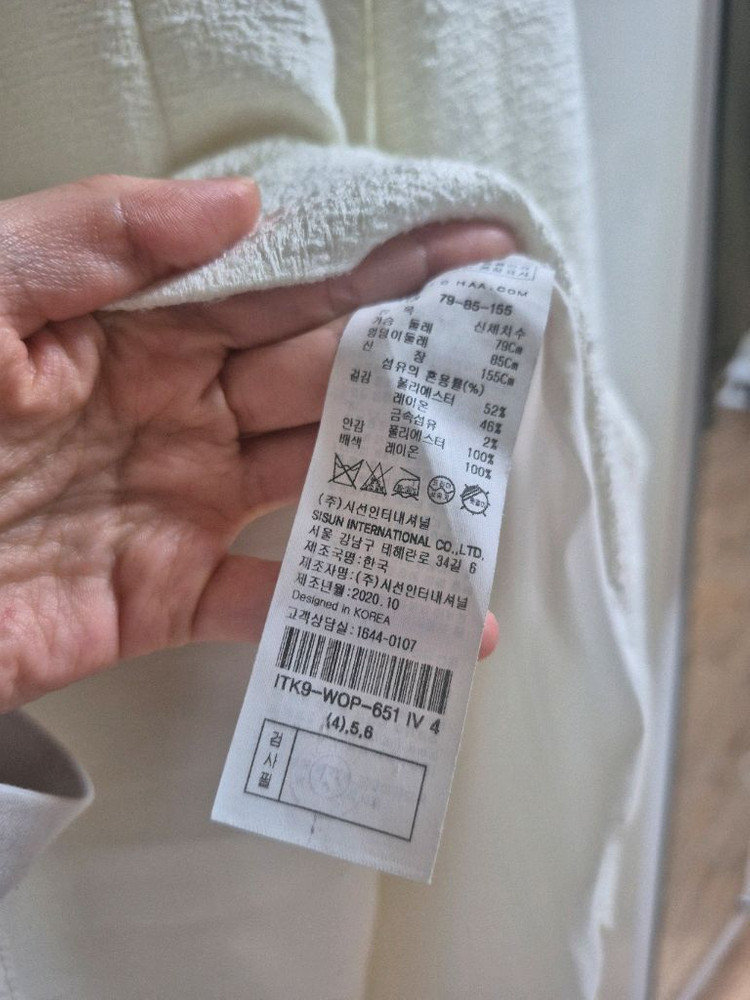 79-85-155
신체치수
가슴 둘레 79Cm
엉덩이둘레 85Cm
신 장 155Cm
섬유의 혼용률(%)
겉감 폴리에스터 52%
레이온 46%
금속섬유 2%
안감 폴리에스터 100%
배색 레이온 100%
(주)시선인터내셔널
SISUN INTERNATIONAL CO.,LTD.
서울 강남구 테헤란로 34길 6
제조국명:한국
제조자명:(주)시선인터내셔널
제조년월:2020.10
Designed in KOREA
고객상담실:1644-0107
ITK9-WOP-651 IV 4
(4),5,6
검사필